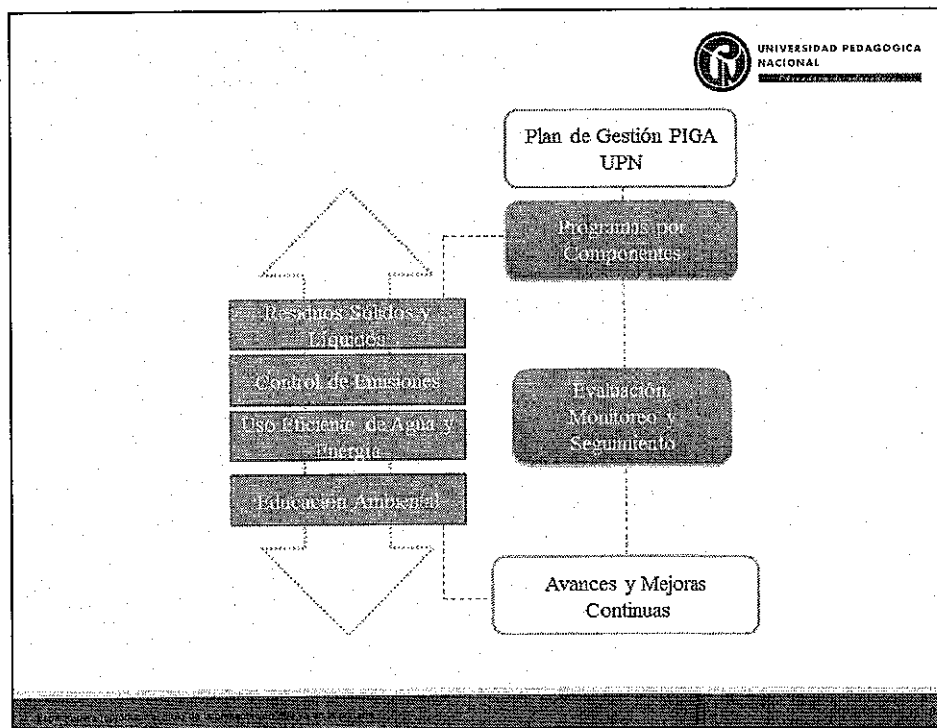 UNIVERSIDAD PEDAGOGICA
NACIONAL
Plan de Gestión PIGA
UPN
Programas por
Componentes
Residuos Sólidos y
Líquidos
Control de Emisiones
Uso Eficiente de Agua y
Energía
Educación Ambiental
Evaluación,
Monitoreo y
Seguimiento
Avances y Mejoras
Continuas